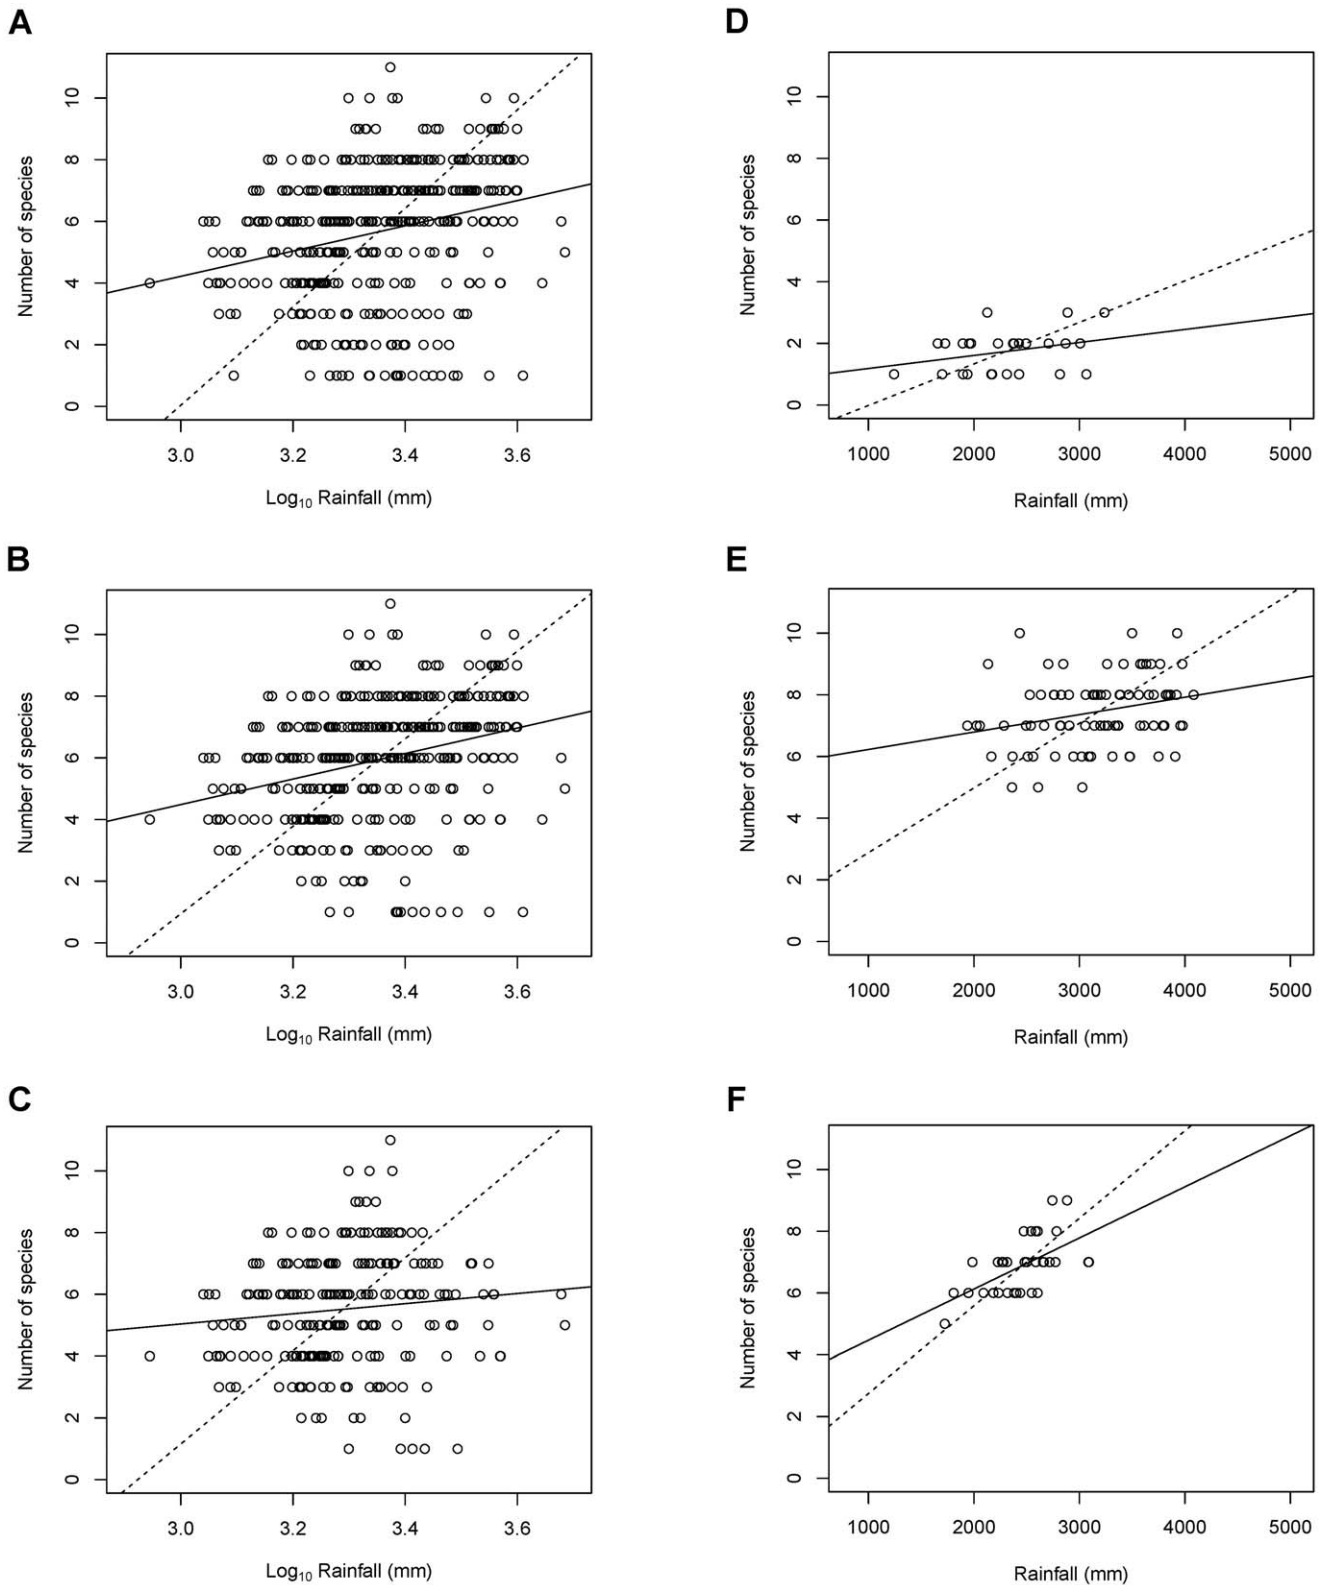 A
Number of species
0 2 4 6 8 10
3.0 3.2 3.4 3.6
Log10 Rainfall (mm)
D
Number of species
0 2 4 6 8 10
1000 2000 3000 4000 5000
Rainfall (mm)
B
Number of species
0 2 4 6 8 10
3.0 3.2 3.4 3.6
Log10 Rainfall (mm)
E
Number of species
0 2 4 6 8 10
1000 2000 3000 4000 5000
Rainfall (mm)
C
Number of species
0 2 4 6 8 10
3.0 3.2 3.4 3.6
Log10 Rainfall (mm)
F
Number of species
0 2 4 6 8 10
1000 2000 3000 4000 5000
Rainfall (mm)